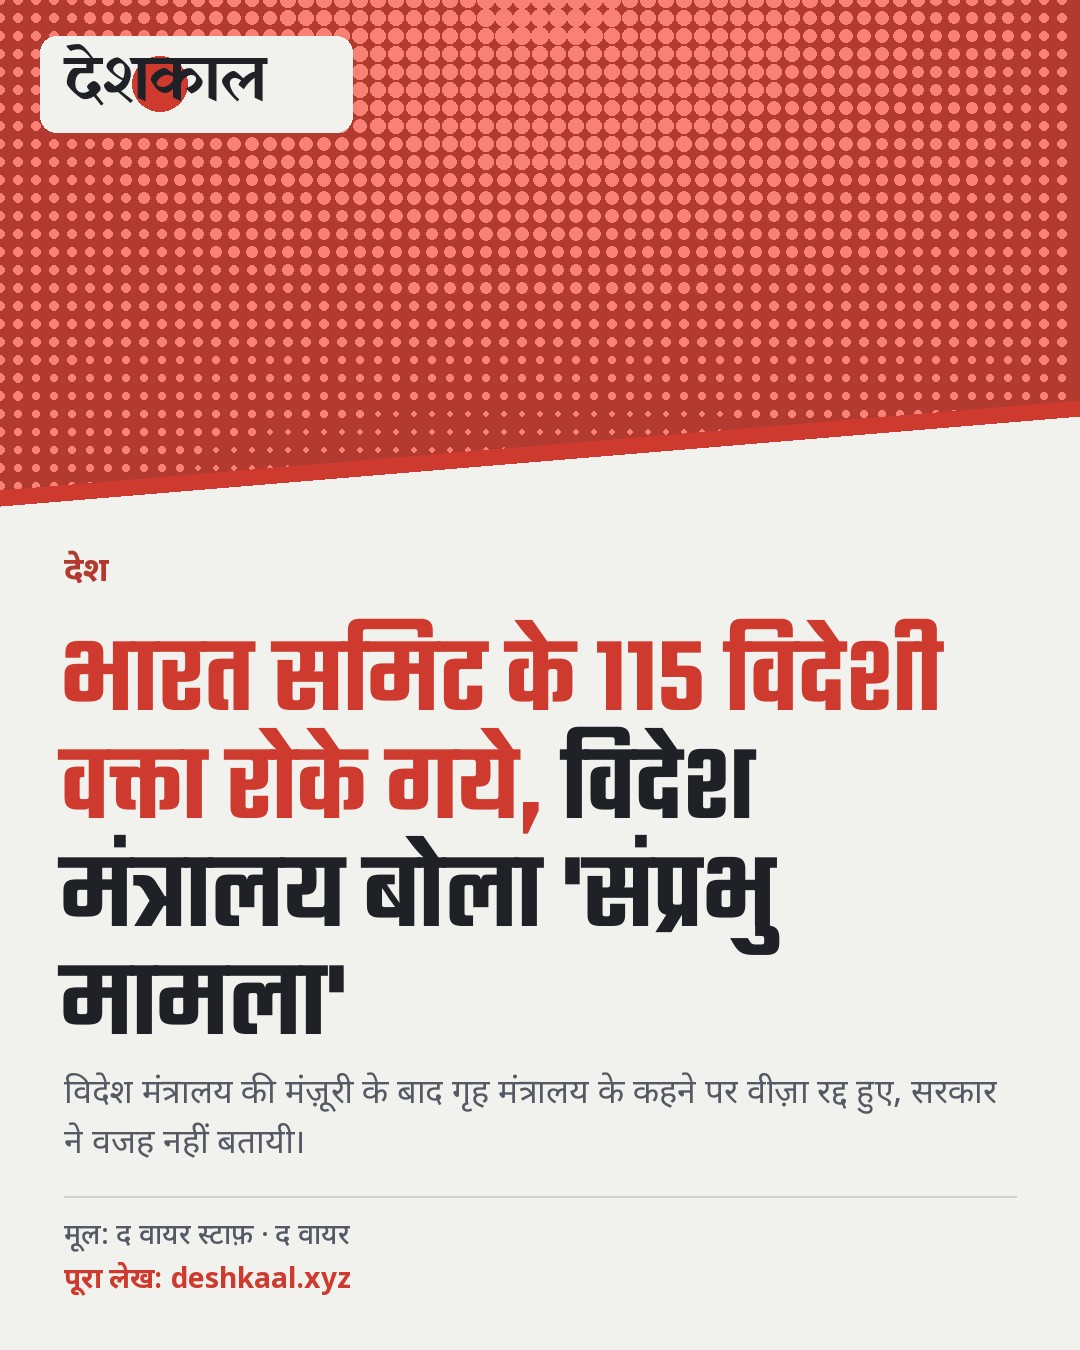 देशकाल
देश
भारत समिट के 115 विदेशी
वक्ता रोके गये, विदेश
मंत्रालय बोला 'संप्रभु
मामला'
विदेश मंत्रालय की मंज़ूरी के बाद गृह मंत्रालय के कहने पर वीज़ा रद्द हुए, सरकार
ने वजह नहीं बतायी।
मूल: द वायर स्टाफ़ · द वायर
पूरा लेख: deshkaal.xyz